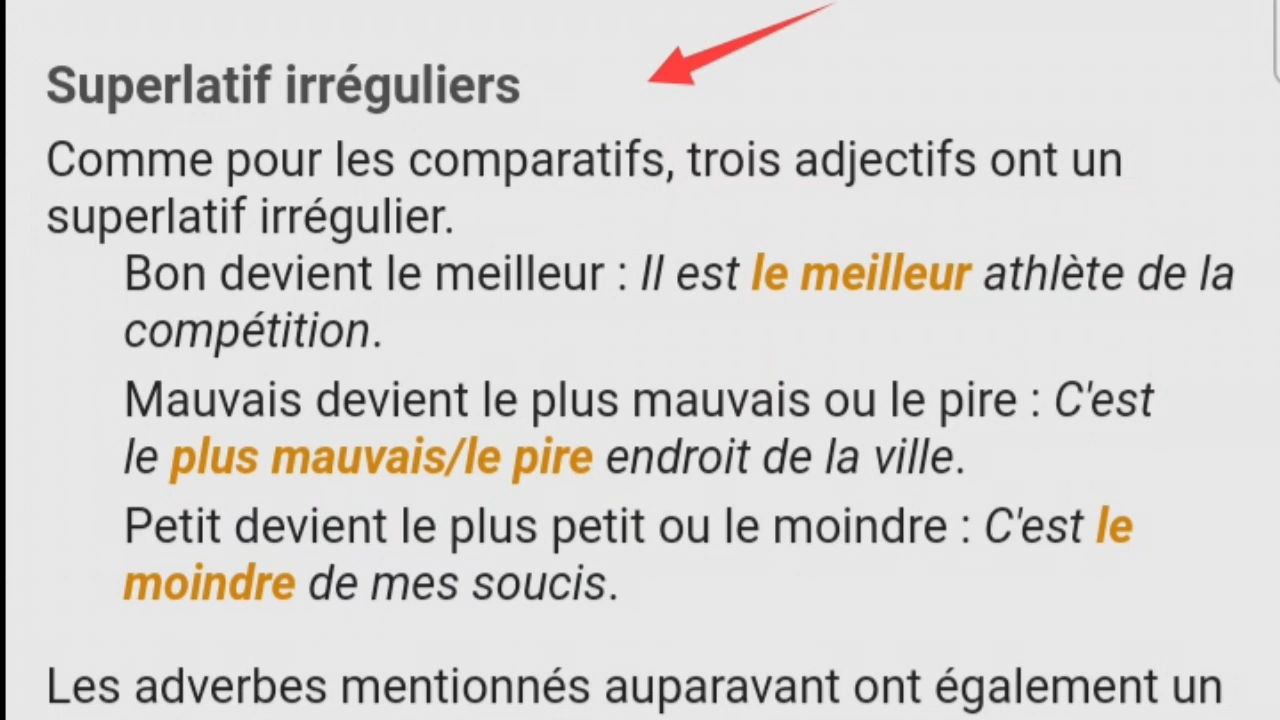 Superlatif irréguliers
Comme pour les comparatifs, trois adjectifs ont un
superlatif irrégulier.
Bon devient le meilleur : Il est le meilleur athlète de la
compétition.
Mauvais devient le plus mauvais ou le pire : C'est
le plus mauvais/le pire endroit de la ville.
Petit devient le plus petit ou le moindre : C'est le
moindre de mes soucis.
Les adverbes mentionnés auparavant ont également un